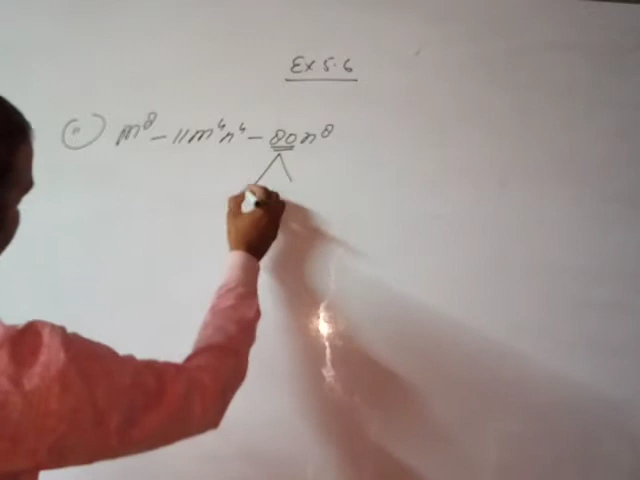 Ex 5.6
(ii) m⁸ - 11m⁴n⁴ - 80n⁸